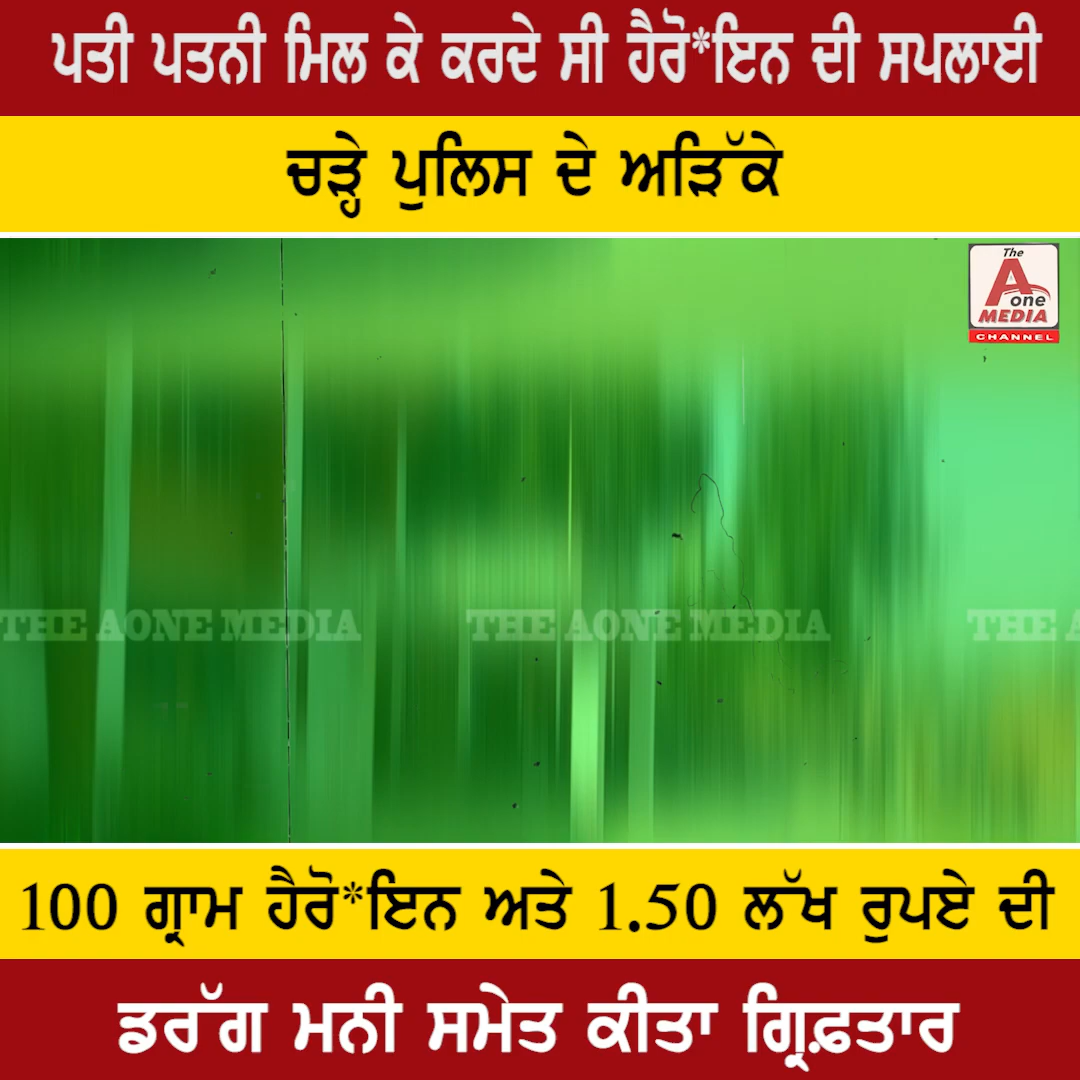 ਪਤੀ ਪਤਨੀ ਮਿਲ ਕੇ ਕਰਦੇ ਸੀ ਹੈਰੋ*ਇਨ ਦੀ ਸਪਲਾਈ
ਚੜ੍ਹੇ ਪੁਲਿਸ ਦੇ ਅੜਿੱਕੇ
The
A
one
MEDIA
CHANNEL
THE AONE MEDIA THE AONE MEDIA THE A
100 ਗ੍ਰਾਮ ਹੈਰੋ*ਇਨ ਅਤੇ 1.50 ਲੱਖ ਰੁਪਏ ਦੀ
ਡਰੱਗ ਮਨੀ ਸਮੇਤ ਕੀਤਾ ਗ੍ਰਿਫ਼ਤਾਰ